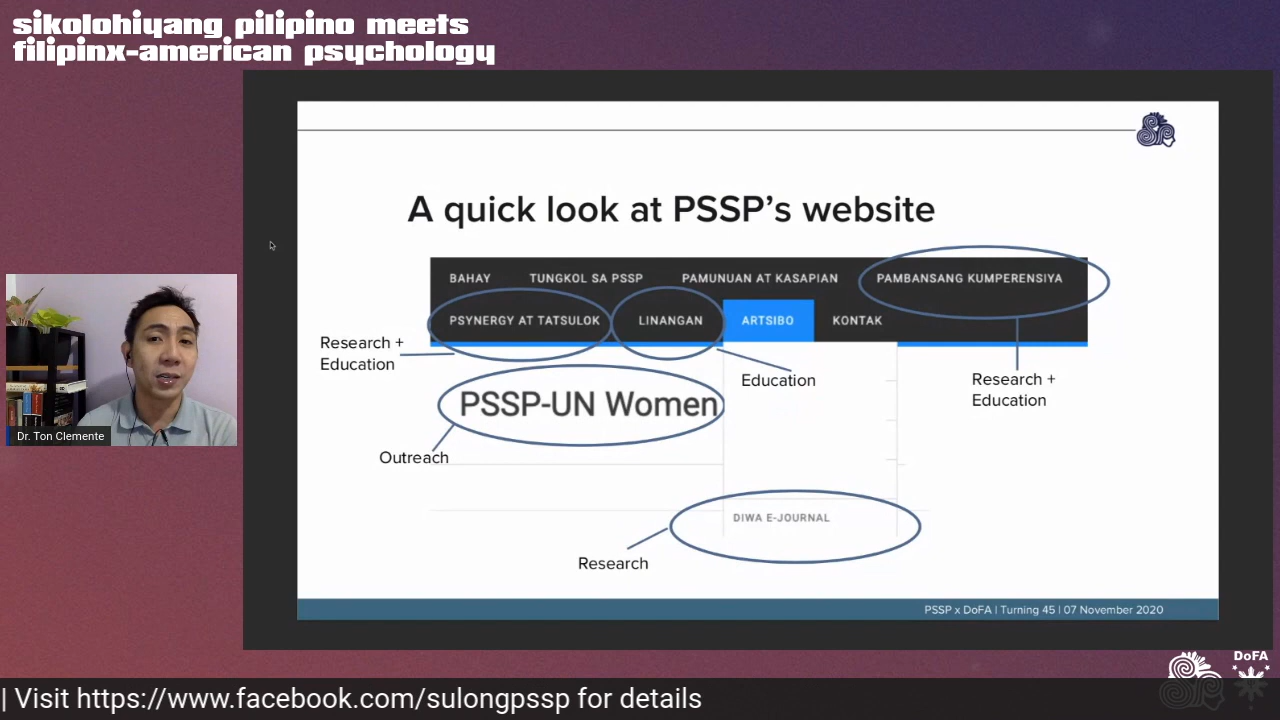 sikolohiyang pilipino meets
filipinx-american psychology
A quick look at PSSP's website
BAHAY TUNGKOL SA PSSP PAMUNUAN AT KASAPIAN PAMBANSANG KUMPERENSIYA
PSYNERGY AT TATSULOK LINANGAN ARTSIBO KONTAK
Research +
Education
Education
Research +
Education
PSSP-UN Women
Outreach
DIWA E-JOURNAL
Research
PSSP x DoFA | Turning 45 | 07 November 2020
Dr. Ton Clemente
DoFA
| Visit https://www.facebook.com/sulongpssp for details